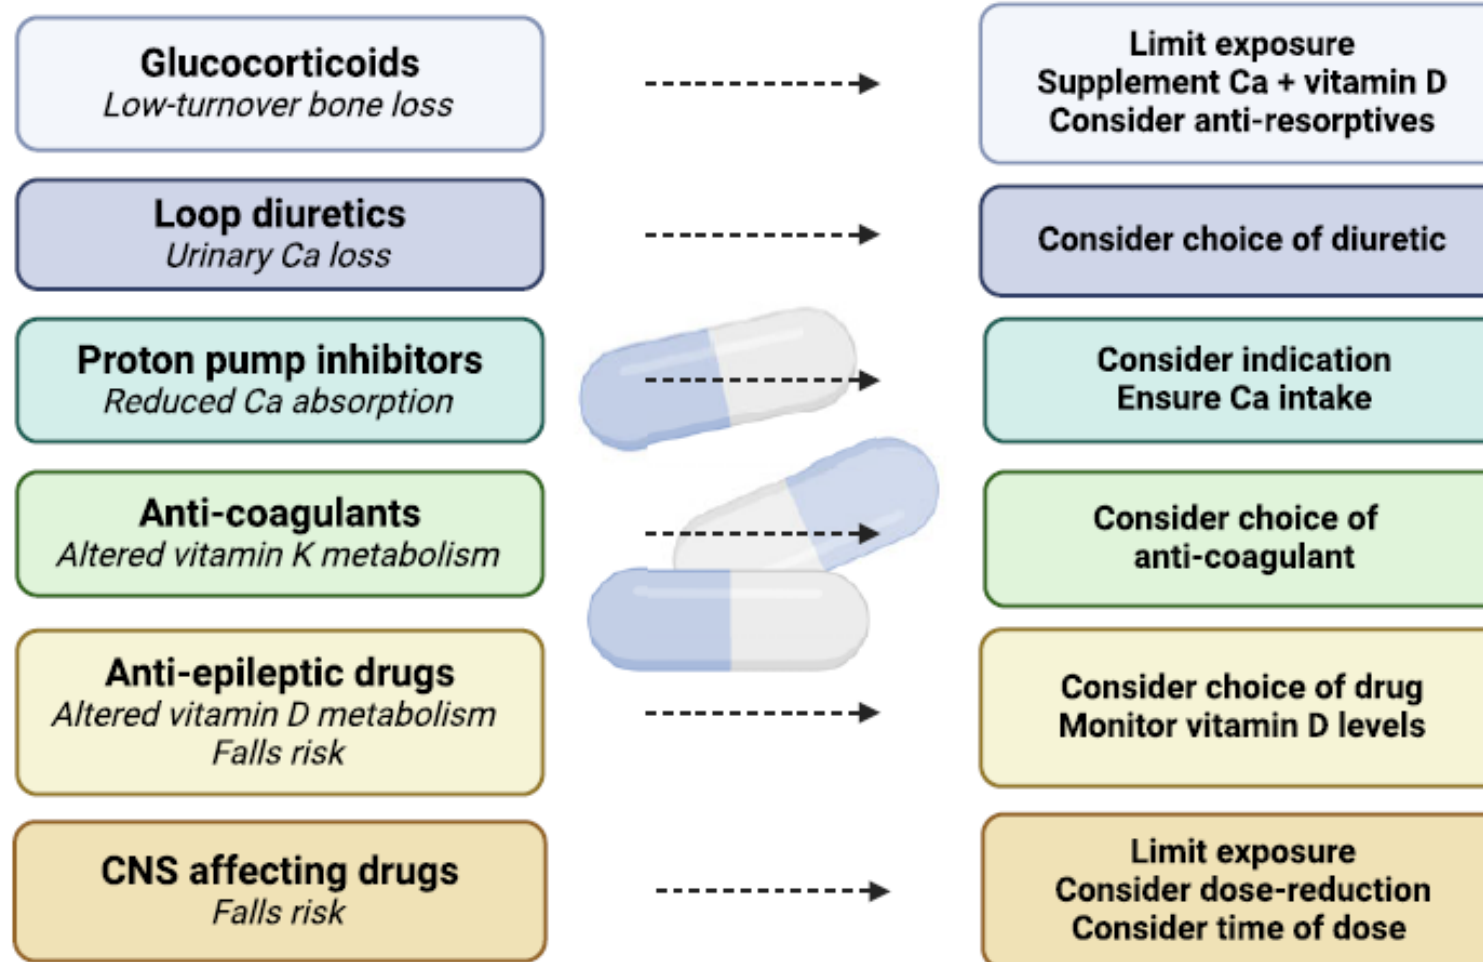 Glucocorticoids
Low-turnover bone loss
Limit exposure
Supplement Ca + vitamin D
Consider anti-resorptives
Loop diuretics
Urinary Ca loss
Consider choice of diuretic
Proton pump inhibitors
Reduced Ca absorption
Consider indication
Ensure Ca intake
Anti-coagulants
Altered vitamin K metabolism
Consider choice of
anti-coagulant
Anti-epileptic drugs
Altered vitamin D metabolism
Falls risk
Consider choice of drug
Monitor vitamin D levels
CNS affecting drugs
Falls risk
Limit exposure
Consider dose-reduction
Consider time of dose